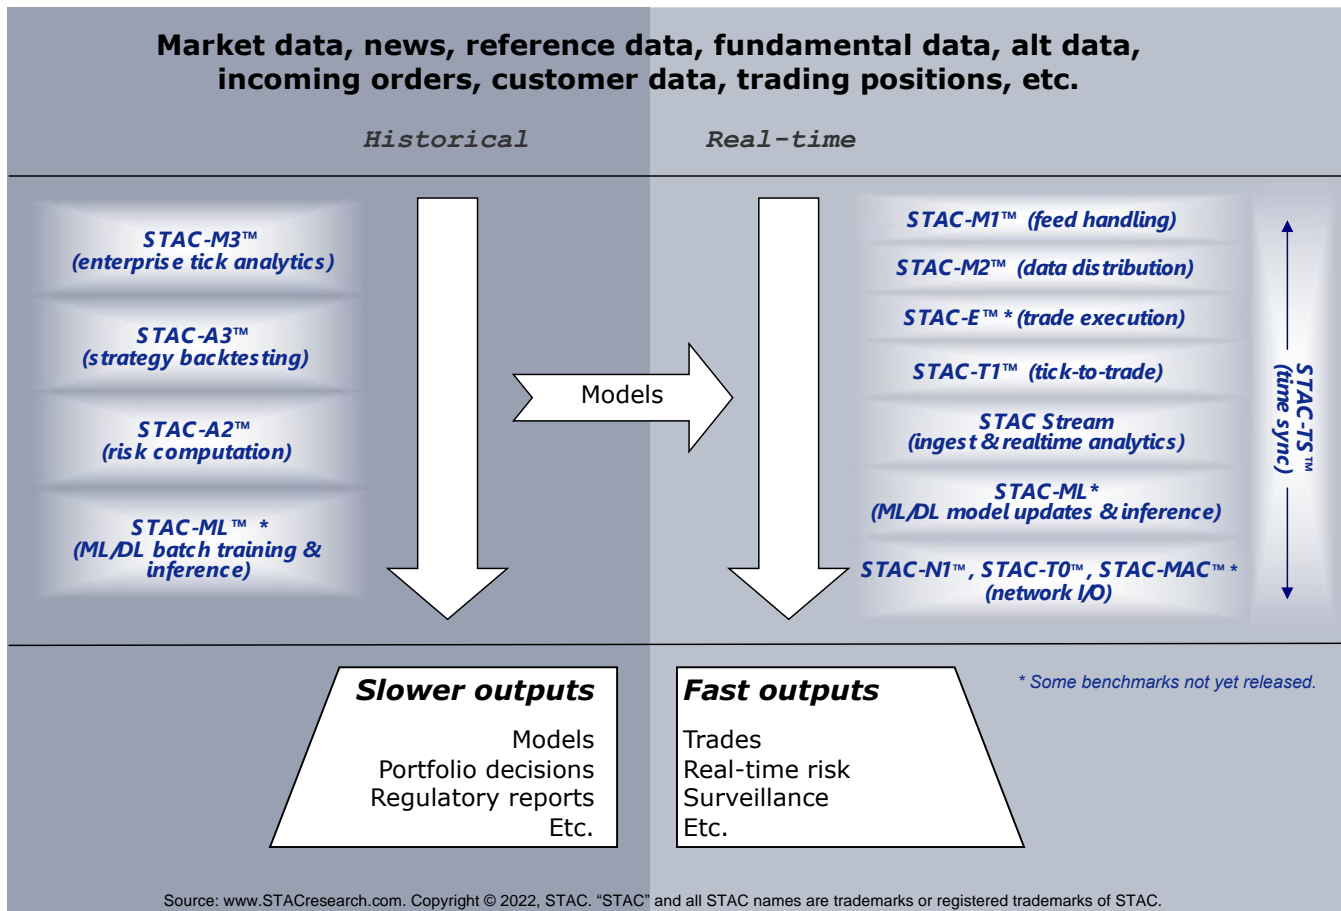 Market data, news, reference data, fundamental data, alt data,
incoming orders, customer data, trading positions, etc.
Historical
Real-time
STAC-M3™
(enterprise tick analytics)
STAC-A3™
(strategy backtesting)
STAC-A2™
(risk computation)
STAC-ML™ *
(ML/DL batch training &
inference)
Models
STAC-M1™ (feed handling)
STAC-M2™ (data distribution)
STAC-E™ * (trade execution)
STAC-T1™ (tick-to-trade)
STAC Stream
(ingest & realtime analytics)
STAC-ML*
(ML/DL model updates & inference)
STAC-N1™, STAC-T0™, STAC-MAC™ *
(network I/O)
STAC-TS™
(time sync)
Slower outputs
Models
Portfolio decisions
Regulatory reports
Etc.
Fast outputs
Trades
Real-time risk
Surveillance
Etc.
* Some benchmarks not yet released.
Source: www.STACresearch.com. Copyright © 2022, STAC. “STAC” and all STAC names are trademarks or registered trademarks of STAC.